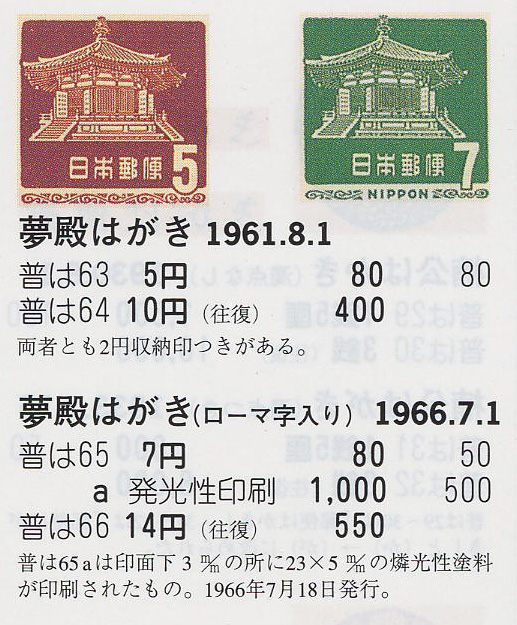 日本郵便 5
日本郵便 7
NIPPON
夢殿はがき 1961.8.1
普は63 5円 80 80
普は64 10円(往復) 400
両者とも2円収納印つきがある。
夢殿はがき(ローマ字入り) 1966.7.1
普は65 7円 80 50
a 発光性印刷 1,000 500
普は66 14円(往復) 550
普は65aは印面下3㎜の所に23×5㎜の燐光性塗料
が印刷されたもの。1966年7月18日発行。